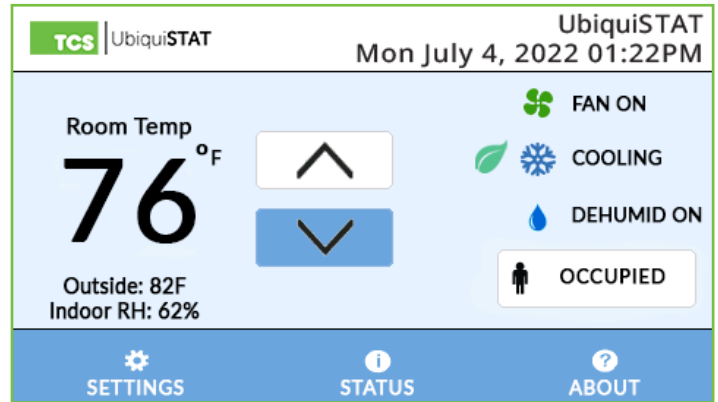 TCS UbiquiSTAT
UbiquiSTAT
Mon July 4, 2022 01:22PM
Room Temp
76°F
Outside: 82F
Indoor RH: 62%
FAN ON
COOLING
DEHUMID ON
OCCUPIED
SETTINGS
STATUS
ABOUT